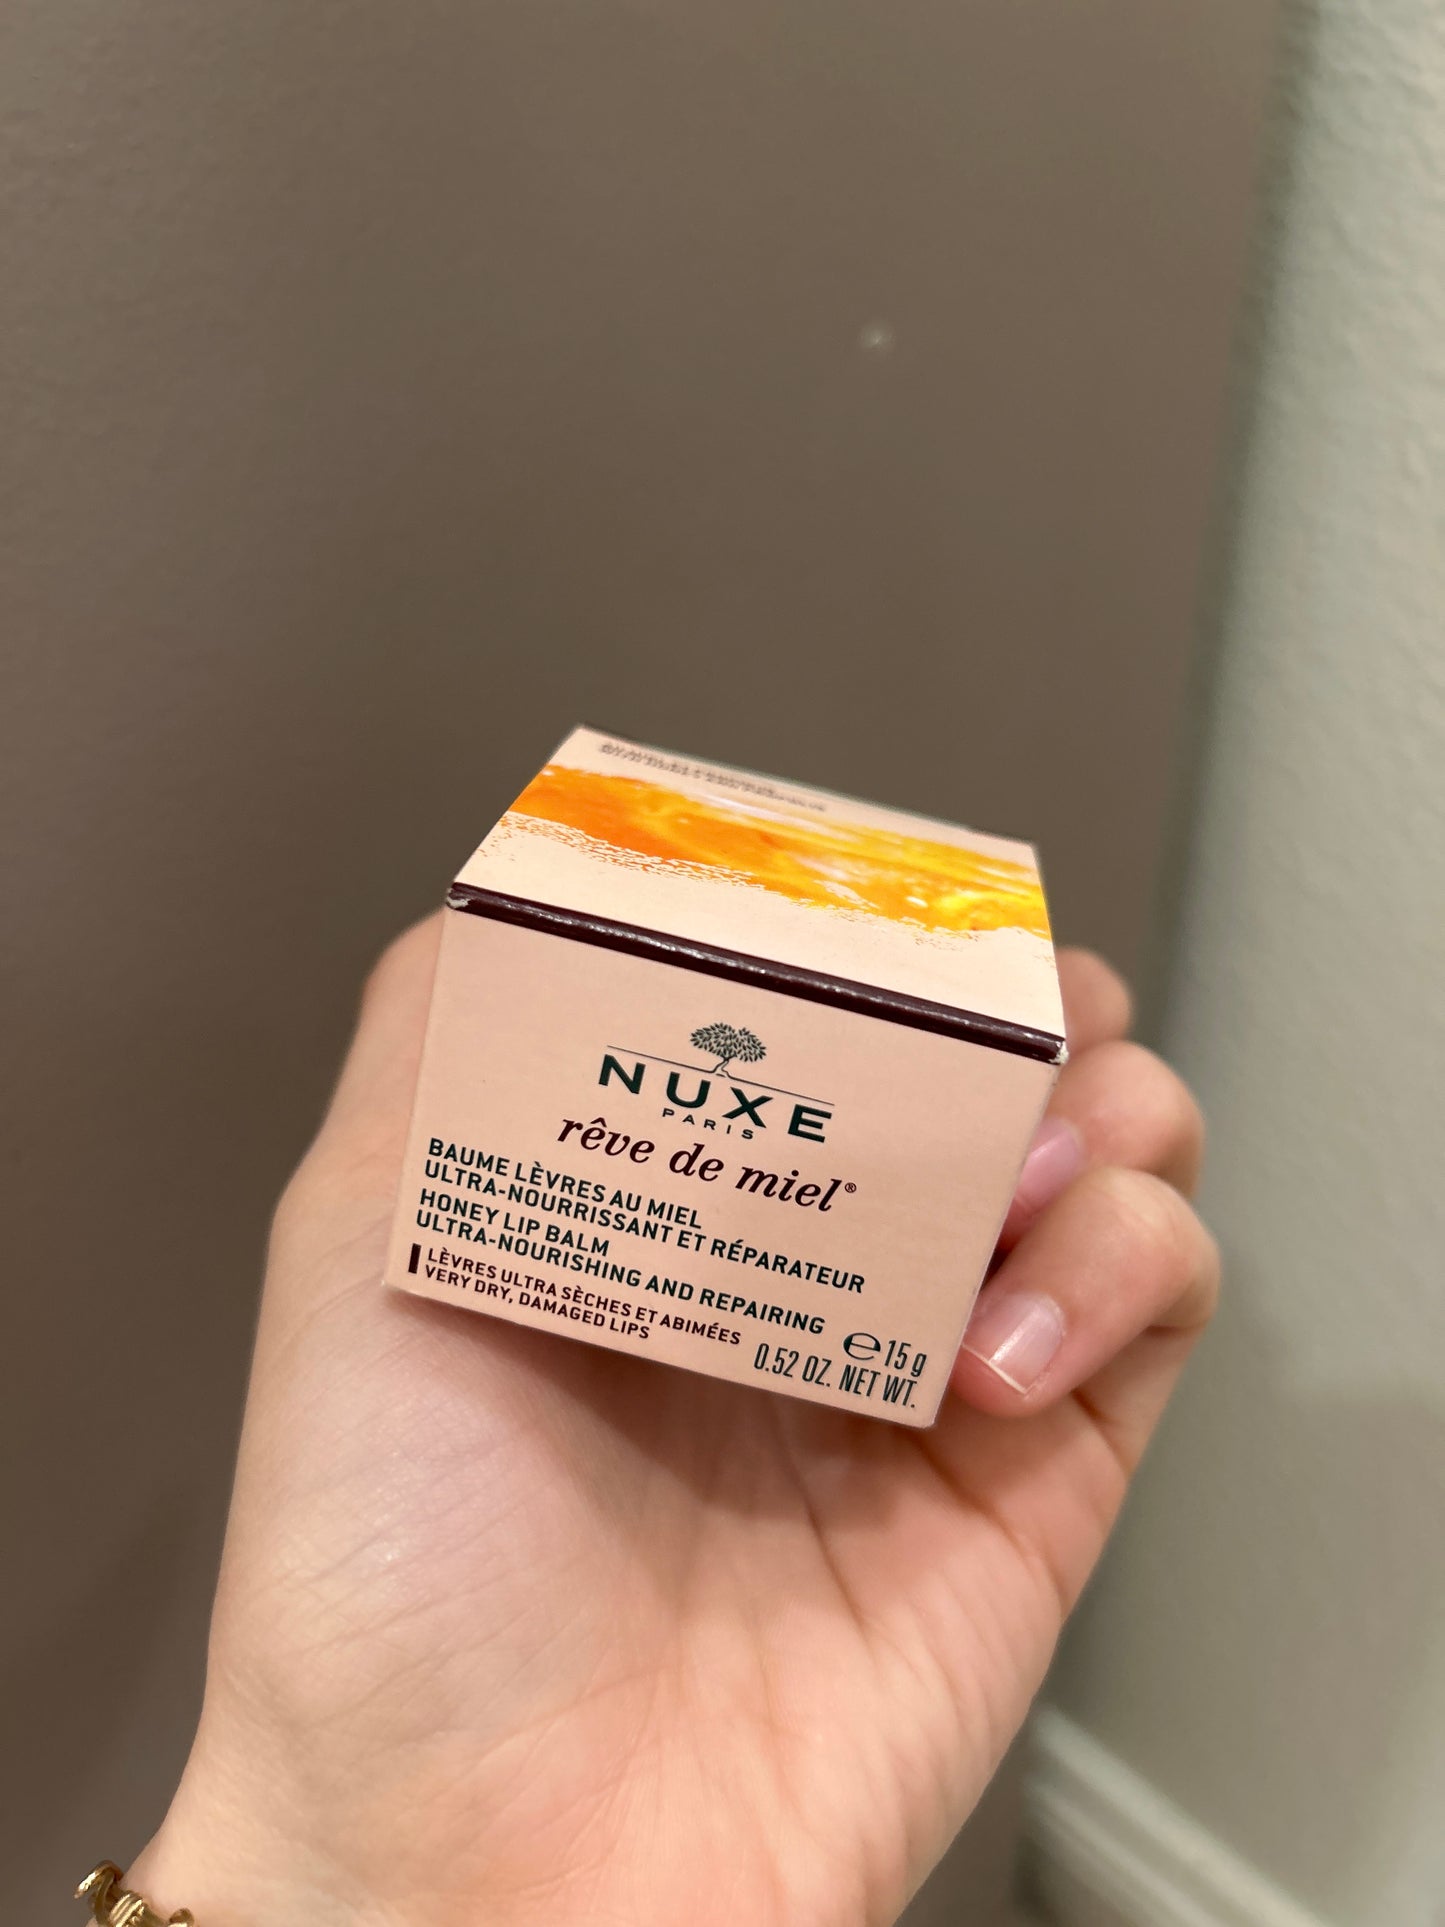 NUXE
PARIS
rêve de miel®
BAUME LÈVRES AU MIEL
ULTRA-NOURRISSANT ET RÉPARATEUR
HONEY LIP BALM
ULTRA-NOURISHING AND REPAIRING
LÈVRES ULTRA SÈCHES ET ABIMÉES
VERY DRY, DAMAGED LIPS
℮ 15 g
0.52 OZ. NET WT.